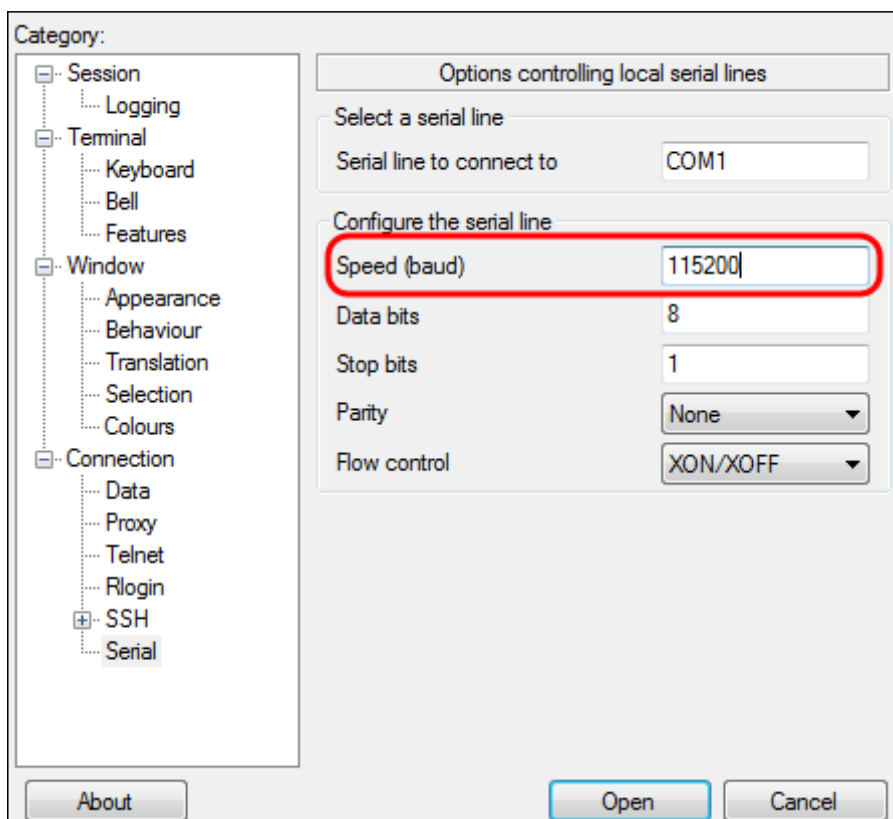 Category:
Session
Logging
Terminal
Keyboard
Bell
Features
Window
Appearance
Behaviour
Translation
Selection
Colours
Connection
Data
Proxy
Telnet
Rlogin
SSH
Serial
Options controlling local serial lines
Select a serial line
Serial line to connect to COM1
Configure the serial line
Speed (baud) 115200
Data bits 8
Stop bits 1
Parity None
Flow control XON/XOFF
About Open Cancel